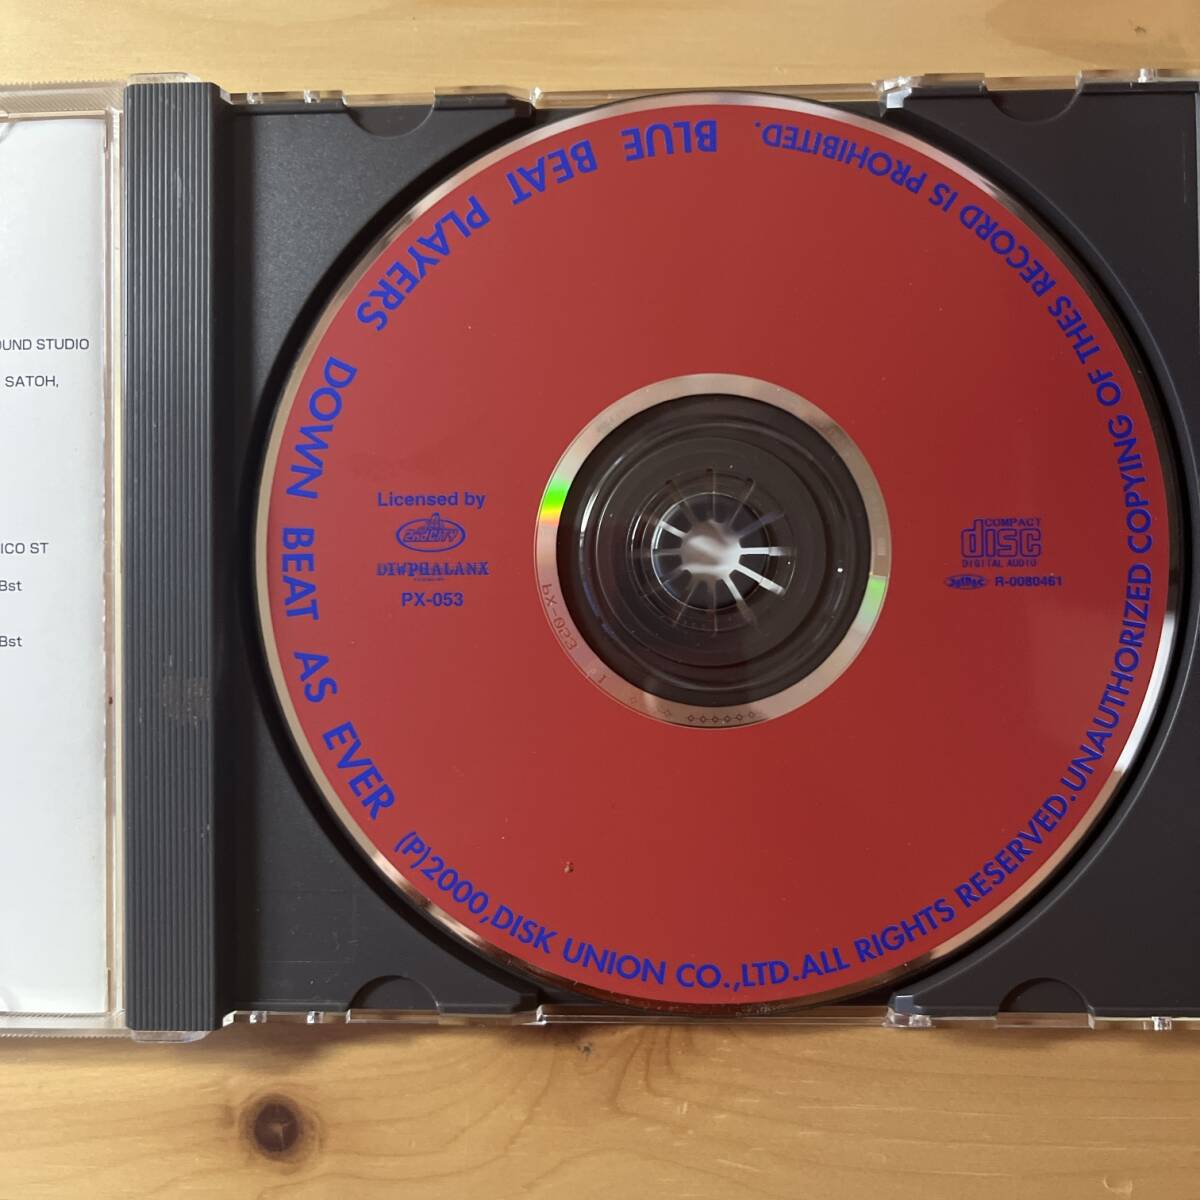 OUND STUDIO
SATOH,
ICO ST
Bst
Bst
BLUE BEAT PLAYERS DOWN BEAT AS EVER (P)2000,DISK UNION CO.,LTD.ALL RIGHTS RESERVED.UNAUTHORIZED COPYING OF THES RECORD IS PROHIBITED.
Licensed by
2ndCITY
DIWPHALANX
PX-053
COMPACT
disc
DIGITAL AUDIO
R-0080461